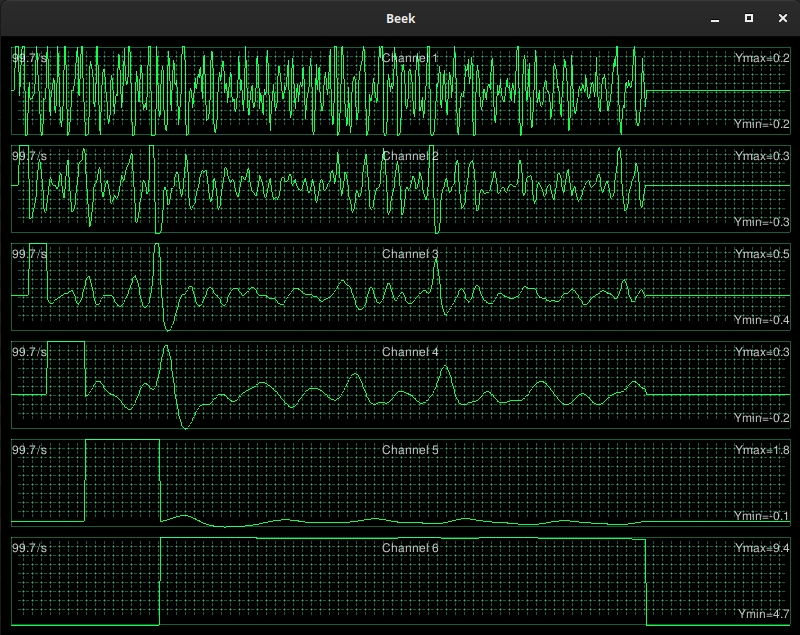 Beek
99.7/s Channel 1 Ymax=0.2
Ymin=-0.2
99.7/s Channel 2 Ymax=0.3
Ymin=-0.3
99.7/s Channel 3 Ymax=0.5
Ymin=-0.4
99.7/s Channel 4 Ymax=0.3
Ymin=-0.2
99.7/s Channel 5 Ymax=1.8
Ymin=-0.1
99.7/s Channel 6 Ymax=9.4
Ymin=4.7